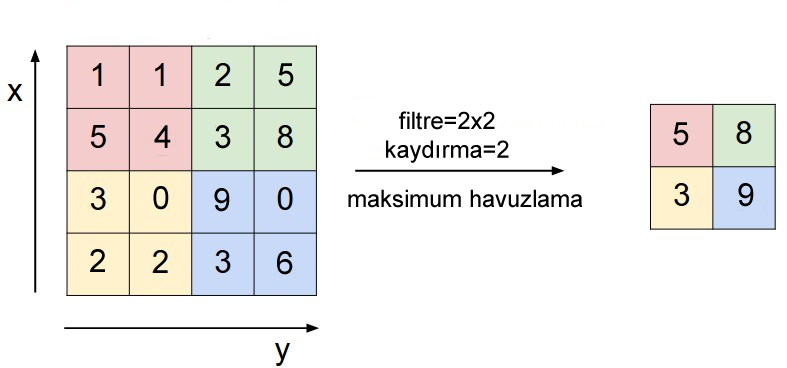 x
1 1 2 5
5 4 3 8
3 0 9 0
2 2 3 6
y
filtre=2x2
kaydırma=2
maksimum havuzlama
5 8
3 9